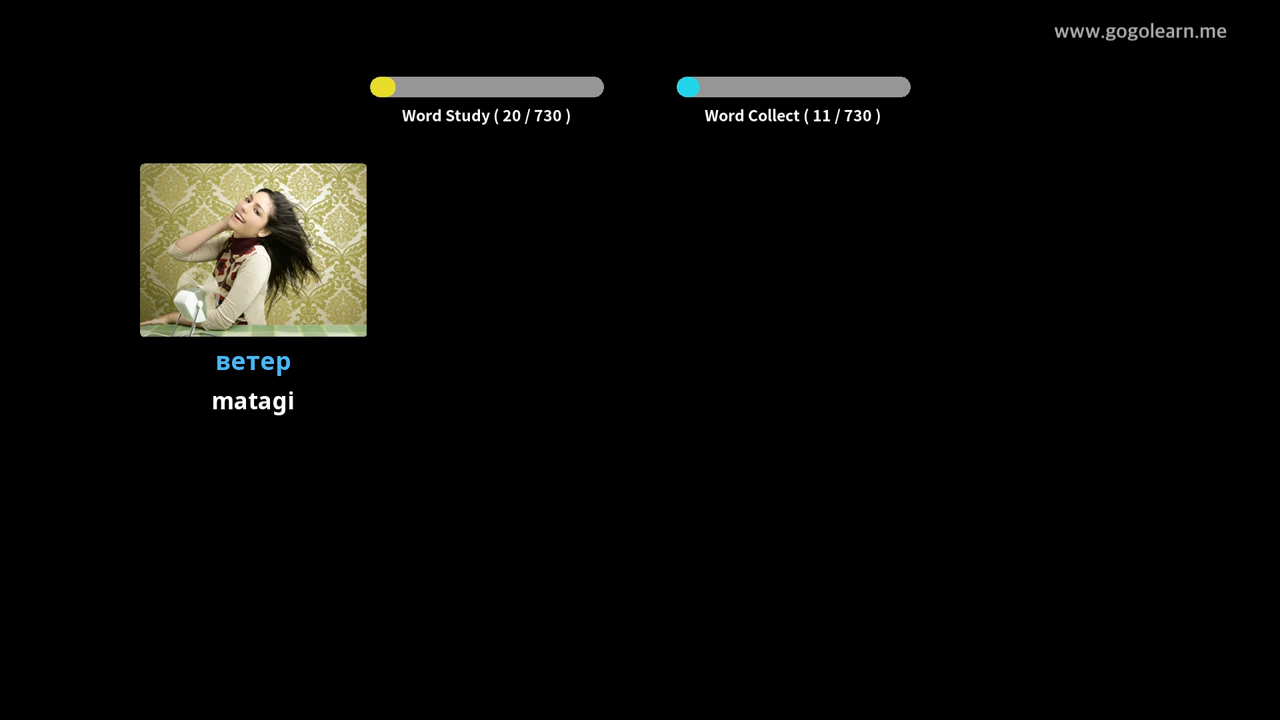 www.gogolearn.me
Word Study ( 20 / 730 )
Word Collect ( 11 / 730 )
ветер
matagi